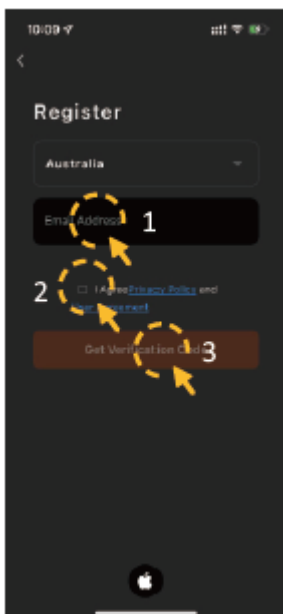 10:09
Register
Australia
Email Address 1
2 I Agree Privacy Policy and
User Agreement
Get Verification Code 3